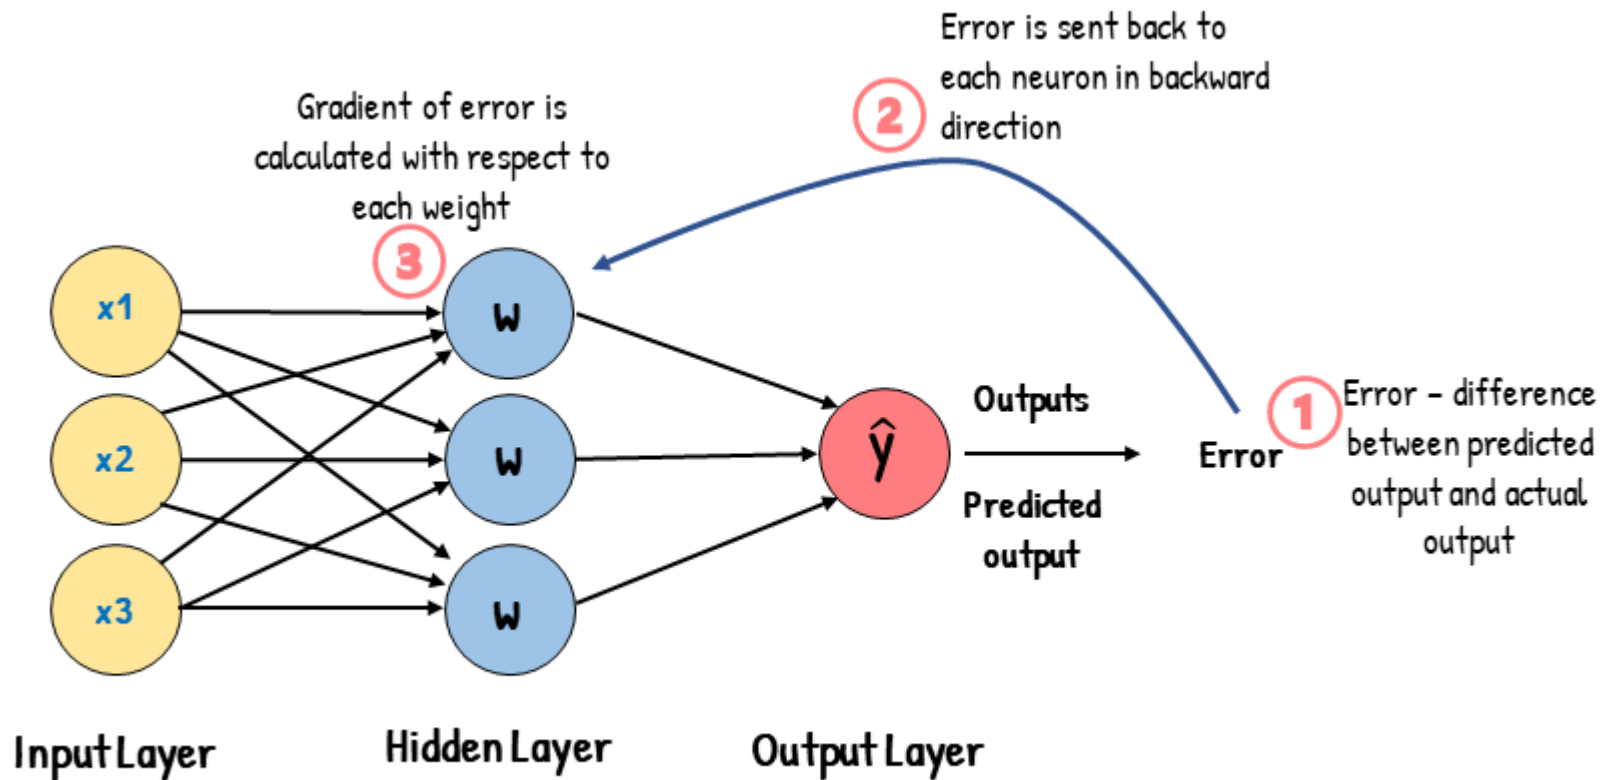 Error is sent back to
each neuron in backward
direction
2
Gradient of error is
calculated with respect to
each weight
3
x1
w
x2
w
x3
w
ŷ
Outputs
Predicted
output
Error
1
Error - difference
between predicted
output and actual
output
Input Layer
Hidden Layer
Output Layer